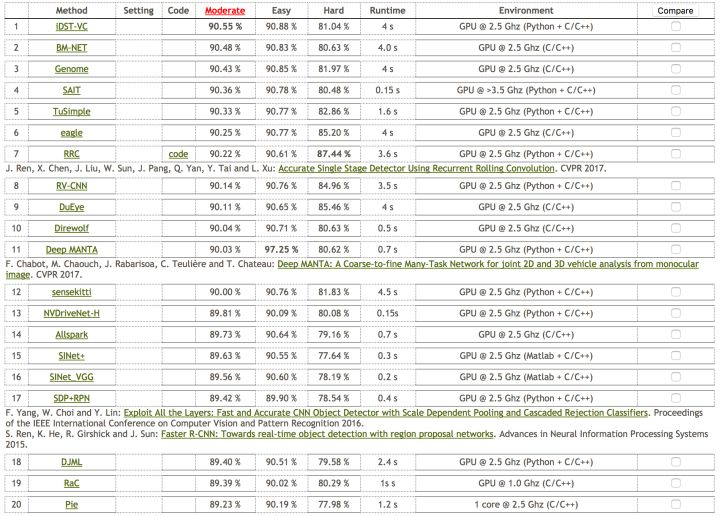 Method Setting Code Moderate Easy Hard Runtime Environment Compare
1 iDST-VC 90.55 % 90.88 % 81.04 % 4 s GPU @ 2.5 Ghz (Python + C/C++)
2 BM-NET 90.48 % 90.83 % 80.63 % 4.0 s GPU @ 2.5 Ghz (C/C++)
3 Genome 90.43 % 90.85 % 81.97 % 4 s GPU @ 2.5 Ghz (C/C++)
4 SAIT 90.36 % 90.78 % 80.48 % 0.15 s GPU @ >3.5 Ghz (Python + C/C++)
5 TuSimple 90.33 % 90.77 % 82.86 % 1.6 s GPU @ 2.5 Ghz (Python + C/C++)
6 eagle 90.25 % 90.77 % 85.20 % 4 s GPU @ 2.5 Ghz (C/C++)
7 RRC code 90.22 % 90.61 % 87.44 % 3.6 s GPU @ 2.5 Ghz (Python + C/C++)
J. Ren, X. Chen, J. Liu, W. Sun, J. Pang, Q. Yan, Y. Tai and L. Xu: Accurate Single Stage Detector Using Recurrent Rolling Convolution. CVPR 2017.
8 RV-CNN 90.14 % 90.76 % 84.96 % 3.5 s GPU @ 2.5 Ghz (Python + C/C++)
9 DuEye 90.11 % 90.65 % 85.46 % 4 s GPU @ 2.5 Ghz (C/C++)
10 Direwolf 90.04 % 90.71 % 80.63 % 0.5 s GPU @ 2.5 Ghz (C/C++)
11 Deep MANTA 90.03 % 97.25 % 80.62 % 0.7 s GPU @ 2.5 Ghz (Python + C/C++)
F. Chabot, M. Chaouch, J. Rabarisoa, C. Teulière and T. Chateau: Deep MANTA: A Coarse-to-fine Many-Task Network for joint 2D and 3D vehicle analysis from monocular
image. CVPR 2017.
12 sensekitti 90.00 % 90.76 % 81.83 % 4.5 s GPU @ 2.5 Ghz (Python + C/C++)
13 NVDriveNet-H 89.81 % 90.09 % 80.08 % 0.15s GPU @ 2.5 Ghz (Python + C/C++)
14 Allspark 89.73 % 90.64 % 79.16 % 0.7 s GPU @ 2.5 Ghz (C/C++)
15 SINet+ 89.63 % 90.55 % 77.64 % 0.3 s GPU @ 2.5 Ghz (Matlab + C/C++)
16 SINet_VGG 89.56 % 90.60 % 78.19 % 0.2 s GPU @ 2.5 Ghz (Matlab + C/C++)
17 SDP+RPN 89.42 % 89.90 % 78.54 % 0.4 s GPU @ 2.5 Ghz (Python + C/C++)
F. Yang, W. Choi and Y. Lin: Exploit All the Layers: Fast and Accurate CNN Object Detector with Scale Dependent Pooling and Cascaded Rejection Classifiers. Proceedings
of the IEEE International Conference on Computer Vision and Pattern Recognition 2016.
S. Ren, K. He, R. Girshick and J. Sun: Faster R-CNN: Towards real-time object detection with region proposal networks. Advances in Neural Information Processing Systems
2015.
18 DJML 89.40 % 90.51 % 79.58 % 2.4 s GPU @ 2.5 Ghz (Python + C/C++)
19 RaC 89.39 % 90.02 % 80.29 % 1s s GPU @ 1.0 Ghz (C/C++)
20 Pie 89.23 % 90.19 % 77.98 % 1.2 s 1 core @ 2.5 Ghz (C/C++)